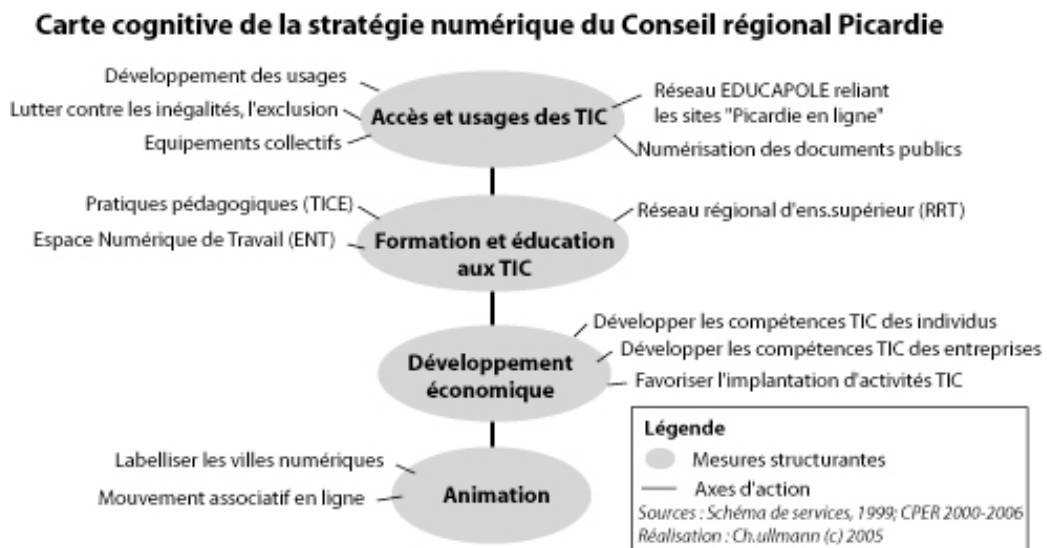 Carte cognitive de la stratégie numérique du Conseil régional Picardie
Développement des usages
Lutter contre les inégalités, l'exclusion
Equipements collectifs
Accès et usages des TIC
Réseau EDUCAPOLE reliant
les sites "Picardie en ligne"
Numérisation des documents publics
Pratiques pédagogiques (TICE)
Espace Numérique de Travail (ENT)
Formation et éducation
aux TIC
Réseau régional d'ens.supérieur (RRT)
Développement
économique
Développer les compétences TIC des individus
Développer les compétences TIC des entreprises
Favoriser l'implantation d'activités TIC
Labelliser les villes numériques
Mouvement associatif en ligne
Animation
Légende
Mesures structurantes
Axes d'action
Sources : Schéma de services, 1999; CPER 2000-2006
Réalisation : Ch.ullmann (c) 2005